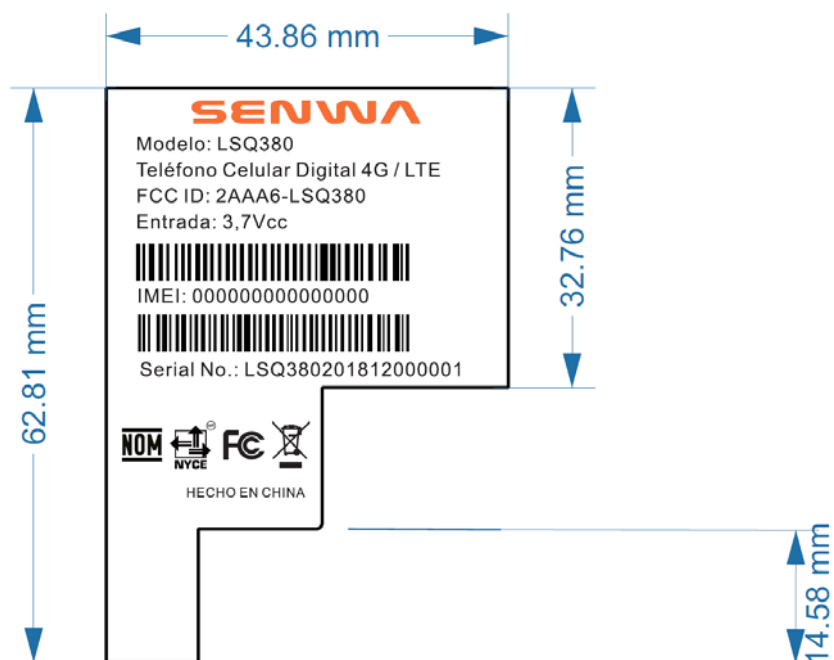 43.86 mm
SENWA
Modelo: LSQ380
Teléfono Celular Digital 4G / LTE
FCC ID: 2AAA6-LSQ380
Entrada: 3,7Vcc
IMEI: 000000000000000
Serial No.: LSQ380201812000001
NOM
NYCE
FC
HECHO EN CHINA
62.81 mm
32.76 mm
14.58 mm